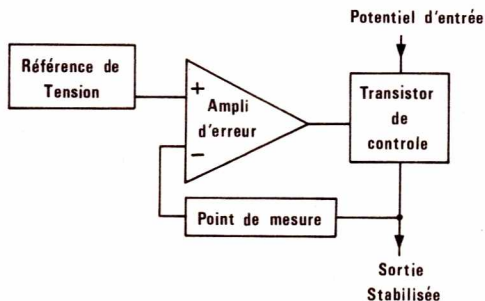 Potentiel d'entrée
Référence de
Tension
+
Ampli
d'erreur
−
Transistor
de
controle
Point de mesure
Sortie
Stabilisée